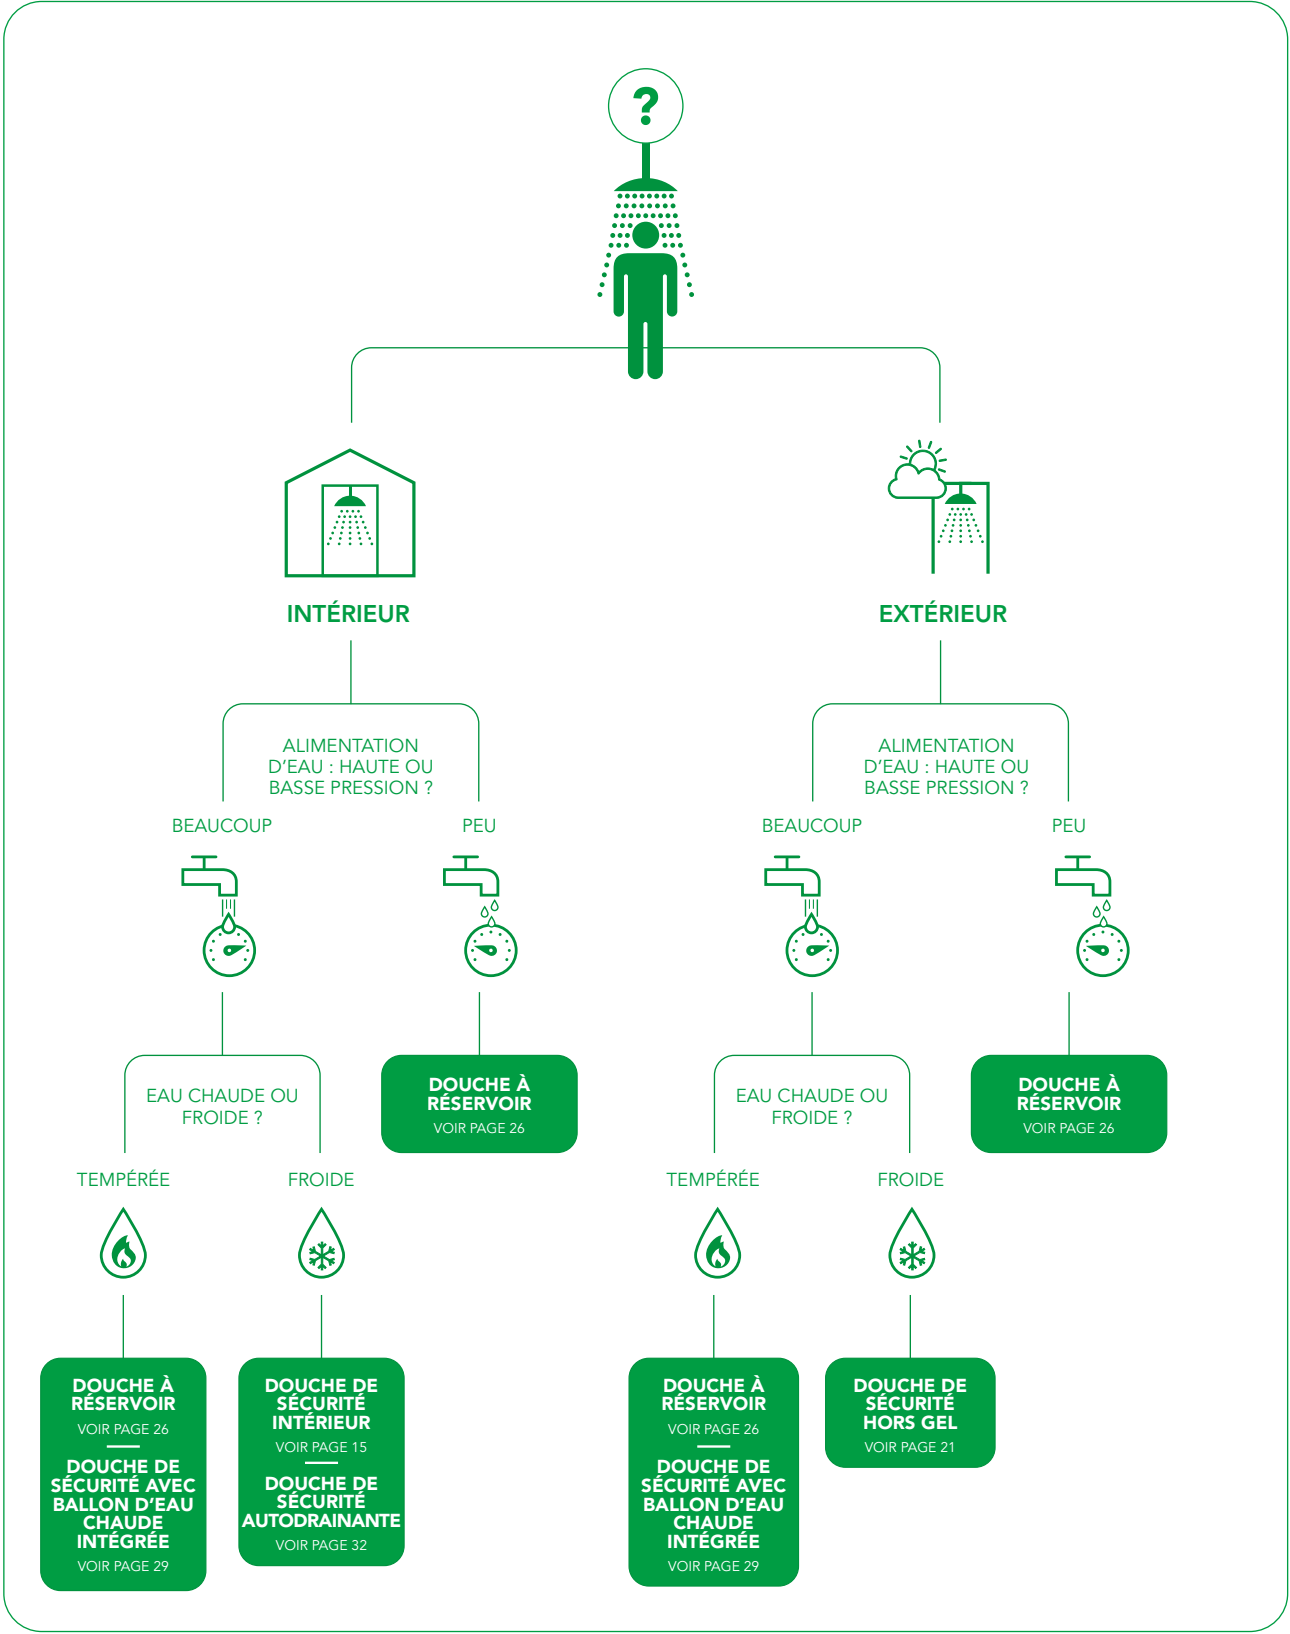 ?
INTÉRIEUR
EXTÉRIEUR
ALIMENTATION
D'EAU : HAUTE OU
BASSE PRESSION ?
BEAUCOUP
PEU
ALIMENTATION
D'EAU : HAUTE OU
BASSE PRESSION ?
BEAUCOUP
PEU
EAU CHAUDE OU
FROIDE ?
DOUCHE À
RÉSERVOIR
VOIR PAGE 26
EAU CHAUDE OU
FROIDE ?
DOUCHE À
RÉSERVOIR
VOIR PAGE 26
TEMPÉRÉE
FROIDE
TEMPÉRÉE
FROIDE
DOUCHE À
RÉSERVOIR
VOIR PAGE 26
DOUCHE DE
SÉCURITÉ AVEC
BALLON D'EAU
CHAUDE
INTÉGRÉE
VOIR PAGE 29
DOUCHE DE
SÉCURITÉ
INTÉRIEUR
VOIR PAGE 15
DOUCHE DE
SÉCURITÉ
AUTODRAINANTE
VOIR PAGE 32
DOUCHE À
RÉSERVOIR
VOIR PAGE 26
DOUCHE DE
SÉCURITÉ AVEC
BALLON D'EAU
CHAUDE
INTÉGRÉE
VOIR PAGE 29
DOUCHE DE
SÉCURITÉ
HORS GEL
VOIR PAGE 21